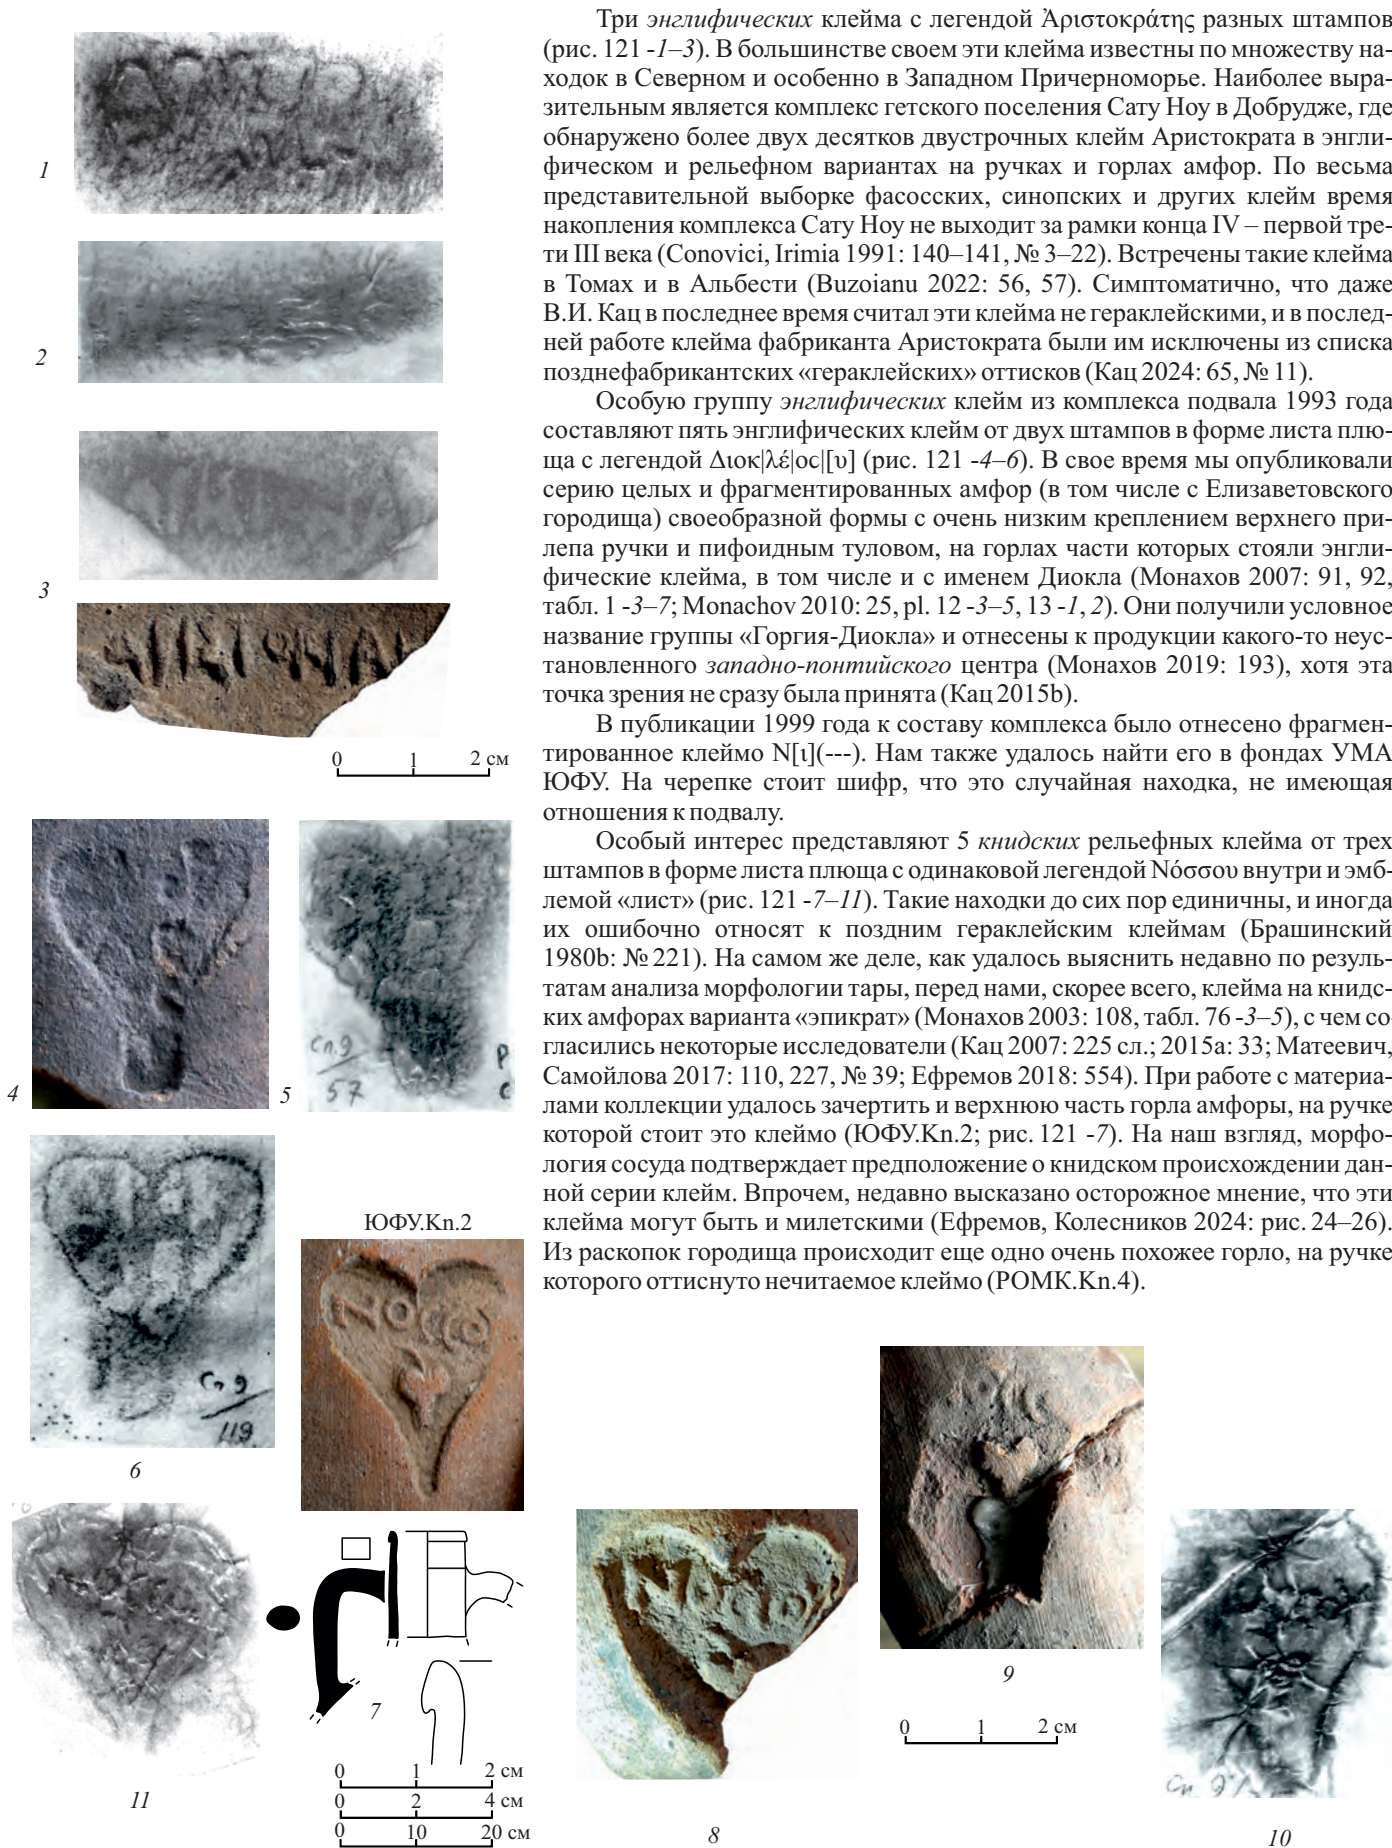 Три энглифических клейма с легендой Ἀριστοκράτης разных штампов
(рис. 121 -1–3). В большинстве своем эти клейма известны по множеству на-
ходок в Северном и особенно в Западном Причерноморье. Наиболее выра-
зительным является комплекс гетского поселения Сату Ноу в Добрудже, где
обнаружено более двух десятков двустрочных клейм Аристократа в энгли-
фическом и рельефном вариантах на ручках и горлах амфор. По весьма
представительной выборке фасосских, синопских и других клейм время
накопления комплекса Сату Ноу не выходит за рамки конца IV – первой тре-
ти III века (Conovici, Irimia 1991: 140–141, № 3–22). Встречены такие клейма
в Томах и в Альбести (Buzoianu 2022: 56, 57). Симптоматично, что даже
В.И. Кац в последнее время считал эти клейма не гераклейскими, и в послед-
ней работе клейма фабриканта Аристократа были им исключены из списка
позднефабрикантских «гераклейских» оттисков (Кац 2024: 65, № 11).
Особую группу энглифических клейм из комплекса подвала 1993 года
составляют пять энглифических клейм от двух штампов в форме листа плю-
ща с легендой Διοκ|λέ|ος|[υ] (рис. 121 -4–6). В свое время мы опубликовали
серию целых и фрагментированных амфор (в том числе с Елизаветовского
городища) своеобразной формы с очень низким креплением верхнего при-
лепа ручки и пифоидным туловом, на горлах части которых стояли энгли-
фические клейма, в том числе и с именем Диокла (Монахов 2007: 91, 92,
табл. 1 -3–7; Monachov 2010: 25, pl. 12 -3–5, 13 -1, 2). Они получили условное
название группы «Горгия-Диокла» и отнесены к продукции какого-то неус-
тановленного западно-понтийского центра (Монахов 2019: 193), хотя эта
точка зрения не сразу была принята (Кац 2015b).
В публикации 1999 года к составу комплекса было отнесено фрагмен-
тированное клеймо Ν[ι](---). Нам также удалось найти его в фондах УМА
ЮФУ. На черепке стоит шифр, что это случайная находка, не имеющая
отношения к подвалу.
Особый интерес представляют 5 книдских рельефных клейма от трех
штампов в форме листа плюща с одинаковой легендой Νόσσου внутри и эмб-
лемой «лист» (рис. 121 -7–11). Такие находки до сих пор единичны, и иногда
их ошибочно относят к поздним гераклейским клеймам (Брашинский
1980b: № 221). На самом же деле, как удалось выяснить недавно по резуль-
татам анализа морфологии тары, перед нами, скорее всего, клейма на книдс-
ких амфорах варианта «эпикрат» (Монахов 2003: 108, табл. 76 -3–5), с чем со-
гласились некоторые исследователи (Кац 2007: 225 сл.; 2015a: 33; Матеевич,
Самойлова 2017: 110, 227, № 39; Ефремов 2018: 554). При работе с материа-
лами коллекции удалось зачертить и верхнюю часть горла амфоры, на ручке
которой стоит это клеймо (ЮФУ.Kn.2; рис. 121 -7). На наш взгляд, морфо-
логия сосуда подтверждает предположение о книдском происхождении дан-
ной серии клейм. Впрочем, недавно высказано осторожное мнение, что эти
клейма могут быть и милетскими (Ефремов, Колесников 2024: рис. 24–26).
Из раскопок городища происходит еще одно очень похожее горло, на ручке
которого оттиснуто нечитаемое клеймо (РОМК.Kn.4).
1
2
3
0 1 2 см
4
5
Сп.9
57
6
Сп.9
119
ЮФУ.Kn.2
7
0 1 2 см
0 2 4 см
0 10 20 см
8
9
0 1 2 см
10
11